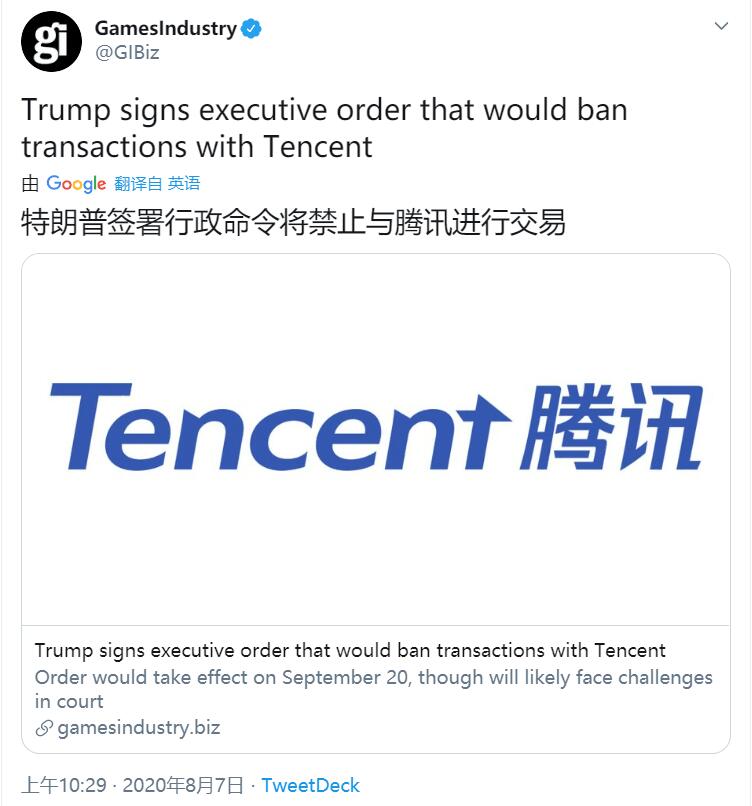 gi
GamesIndustry
@GIBiz
Trump signs executive order that would ban
transactions with Tencent
由 Google 翻译自 英语
特朗普签署行政命令将禁止与腾讯进行交易
Tencent 腾讯
Trump signs executive order that would ban transactions with Tencent
Order would take effect on September 20, though will likely face challenges
in court
gamesindustry.biz
上午10:29 · 2020年8月7日 · TweetDeck